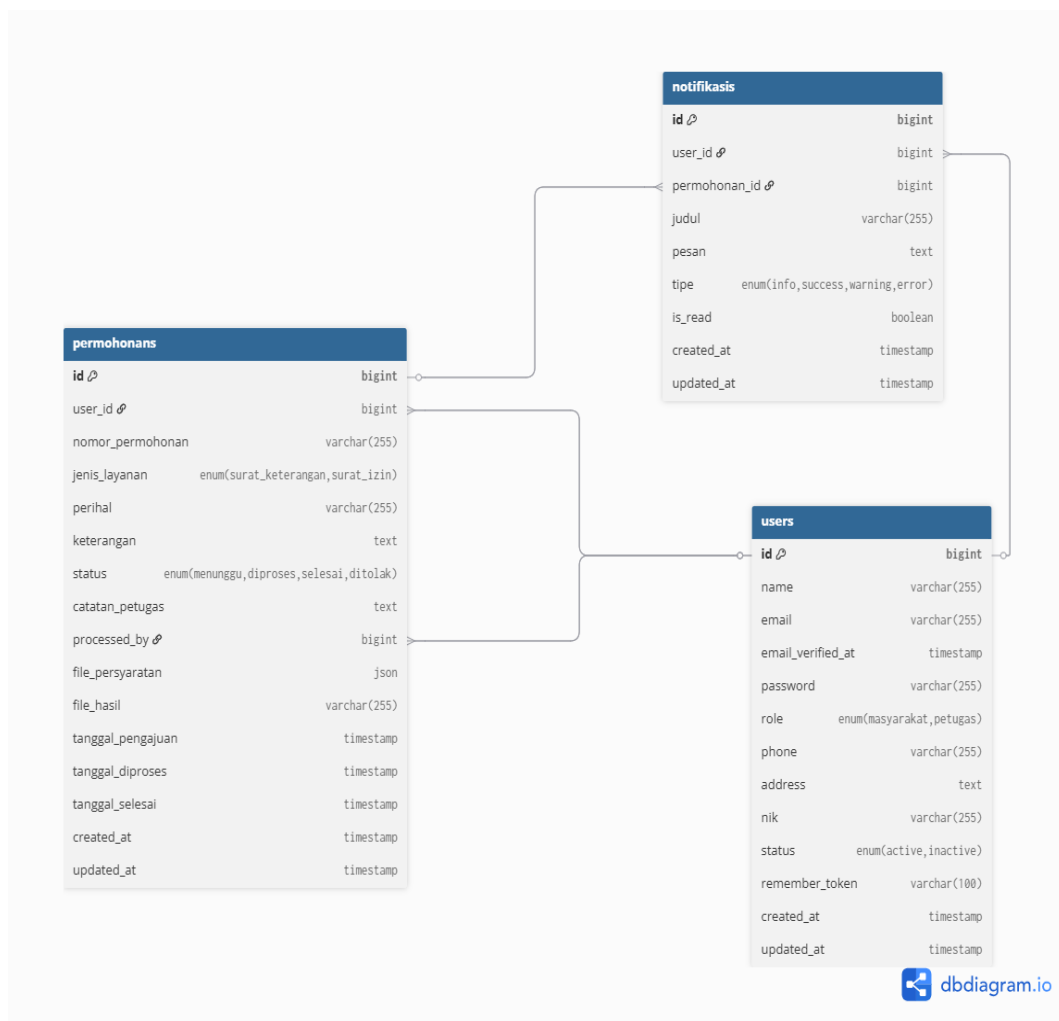 notifikasis
id bigint
user_id bigint
permohonan_id bigint
judul varchar(255)
pesan text
tipe enum(info,success,warning,error)
is_read boolean
created_at timestamp
updated_at timestamp
permohonans
id bigint
user_id bigint
nomor_permohonan varchar(255)
jenis_layanan enum(surat_keterangan,surat_izin)
perihal varchar(255)
keterangan text
status enum(menunggu,diproses,selesai,ditolak)
catatan_petugas text
processed_by bigint
file_persyaratan json
file_hasil varchar(255)
tanggal_pengajuan timestamp
tanggal_diproses timestamp
tanggal_selesai timestamp
created_at timestamp
updated_at timestamp
users
id bigint
name varchar(255)
email varchar(255)
email_verified_at timestamp
password varchar(255)
role enum(masyarakat,petugas)
phone varchar(255)
address text
nik varchar(255)
status enum(active,inactive)
remember_token varchar(100)
created_at timestamp
updated_at timestamp
dbdiagram.io